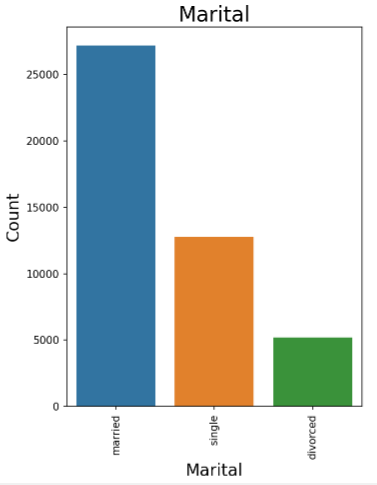 Marital
Count
25000
20000
15000
10000
5000
0
married
single
divorced
Marital